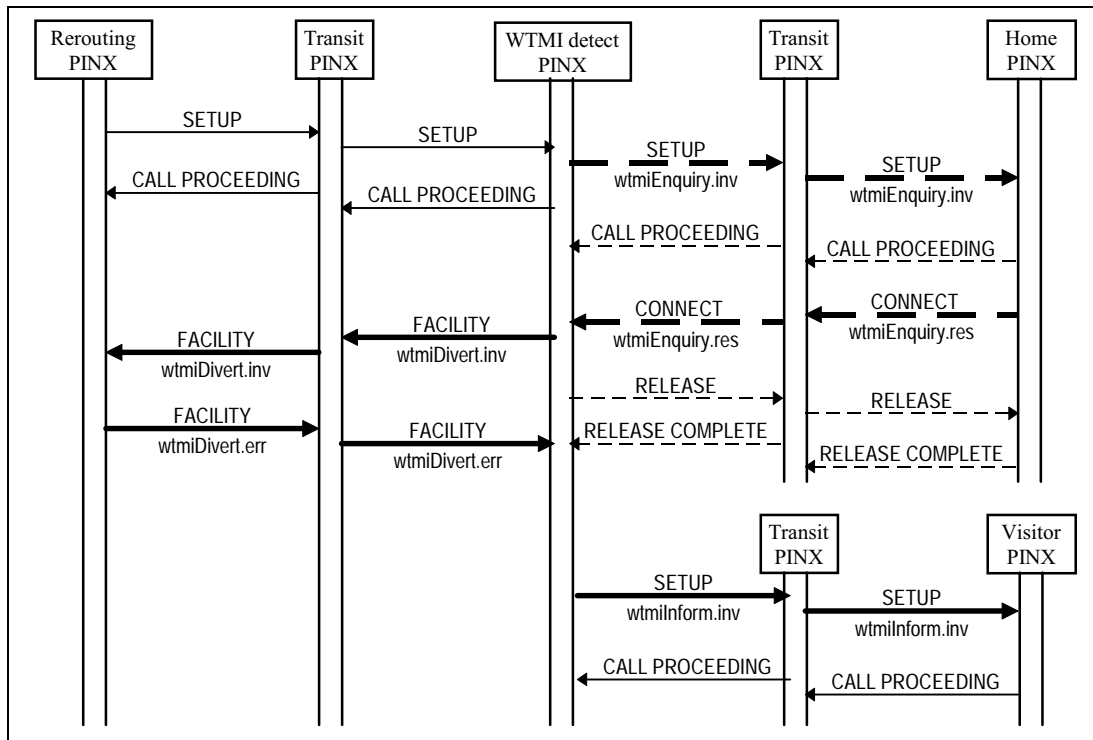 Rerouting
PINX
Transit
PINX
WTMI detect
PINX
Transit
PINX
Home
PINX
SETUP
SETUP
SETUP
wtmiEnquiry.inv
SETUP
wtmiEnquiry.inv
CALL PROCEEDING
CALL PROCEEDING
CALL PROCEEDING
CALL PROCEEDING
CONNECT
wtmiEnquiry.res
CONNECT
wtmiEnquiry.res
FACILITY
wtmiDivert.inv
FACILITY
wtmiDivert.inv
RELEASE
RELEASE
FACILITY
wtmiDivert.err
FACILITY
wtmiDivert.err
RELEASE COMPLETE
RELEASE COMPLETE
Transit
PINX
Visitor
PINX
SETUP
wtmiInform.inv
SETUP
wtmiInform.inv
CALL PROCEEDING
CALL PROCEEDING